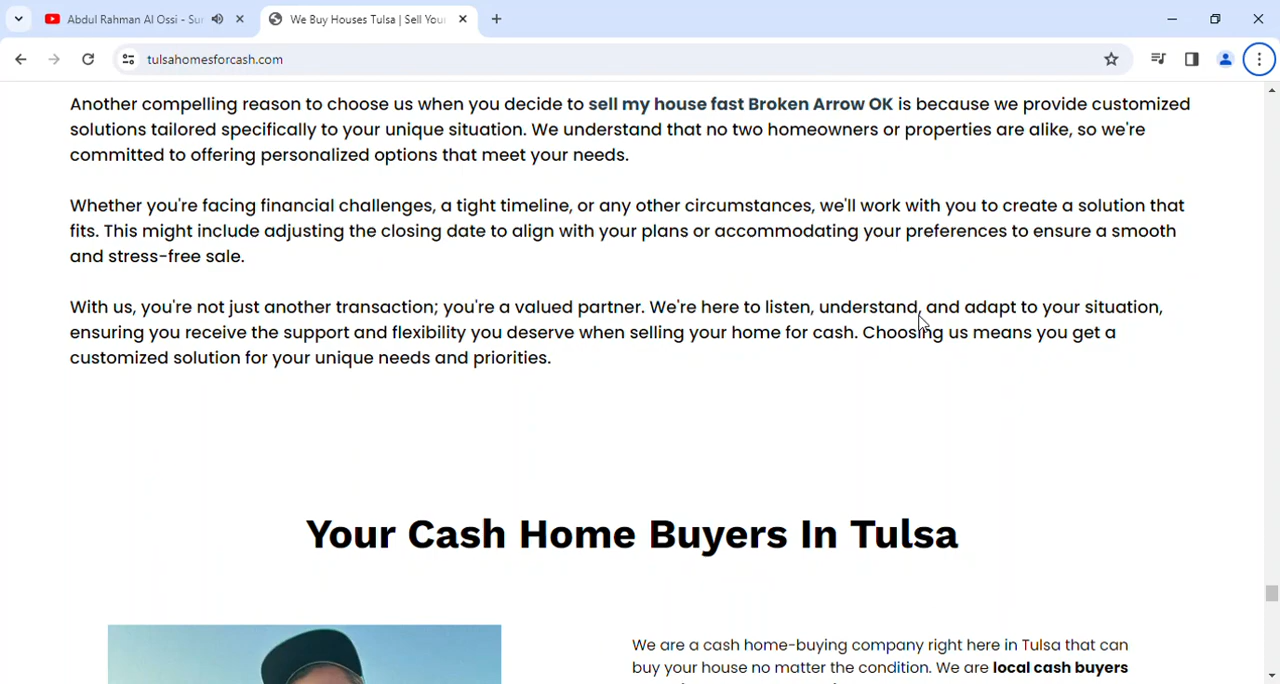 Abdul Rahman Al Ossi - Sur
We Buy Houses Tulsa | Sell Your
tulsahomesforcash.com
Another compelling reason to choose us when you decide to sell my house fast Broken Arrow OK is because we provide customized
solutions tailored specifically to your unique situation. We understand that no two homeowners or properties are alike, so we're
committed to offering personalized options that meet your needs.
Whether you're facing financial challenges, a tight timeline, or any other circumstances, we'll work with you to create a solution that
fits. This might include adjusting the closing date to align with your plans or accommodating your preferences to ensure a smooth
and stress-free sale.
With us, you're not just another transaction; you're a valued partner. We're here to listen, understand, and adapt to your situation,
ensuring you receive the support and flexibility you deserve when selling your home for cash. Choosing us means you get a
customized solution for your unique needs and priorities.
Your Cash Home Buyers In Tulsa
We are a cash home-buying company right here in Tulsa that can
buy your house no matter the condition. We are local cash buyers